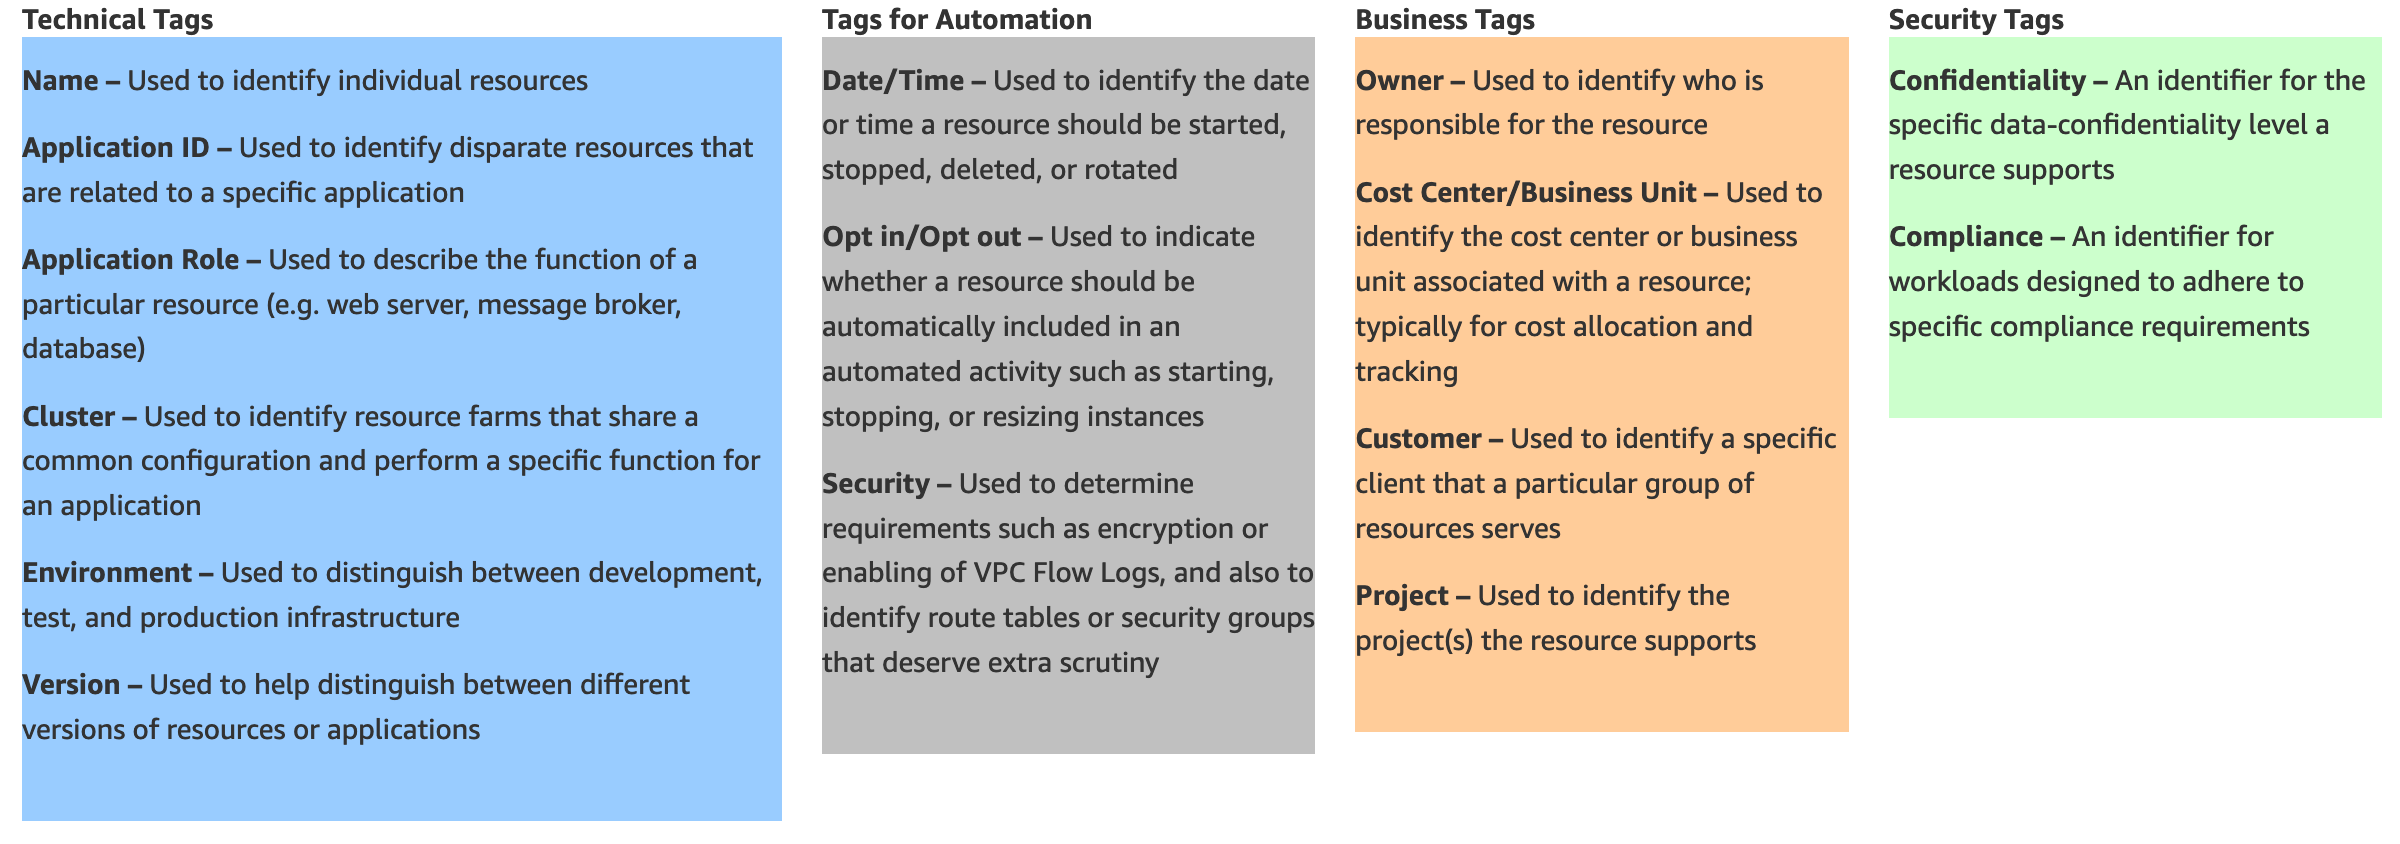 Technical Tags
Name – Used to identify individual resources
Application ID – Used to identify disparate resources that
are related to a specific application
Application Role – Used to describe the function of a
particular resource (e.g. web server, message broker,
database)
Cluster – Used to identify resource farms that share a
common configuration and perform a specific function for
an application
Environment – Used to distinguish between development,
test, and production infrastructure
Version – Used to help distinguish between different
versions of resources or applications
Tags for Automation
Date/Time – Used to identify the date
or time a resource should be started,
stopped, deleted, or rotated
Opt in/Opt out – Used to indicate
whether a resource should be
automatically included in an
automated activity such as starting,
stopping, or resizing instances
Security – Used to determine
requirements such as encryption or
enabling of VPC Flow Logs, and also to
identify route tables or security groups
that deserve extra scrutiny
Business Tags
Owner – Used to identify who is
responsible for the resource
Cost Center/Business Unit – Used to
identify the cost center or business
unit associated with a resource;
typically for cost allocation and
tracking
Customer – Used to identify a specific
client that a particular group of
resources serves
Project – Used to identify the
project(s) the resource supports
Security Tags
Confidentiality – An identifier for the
specific data-confidentiality level a
resource supports
Compliance – An identifier for
workloads designed to adhere to
specific compliance requirements